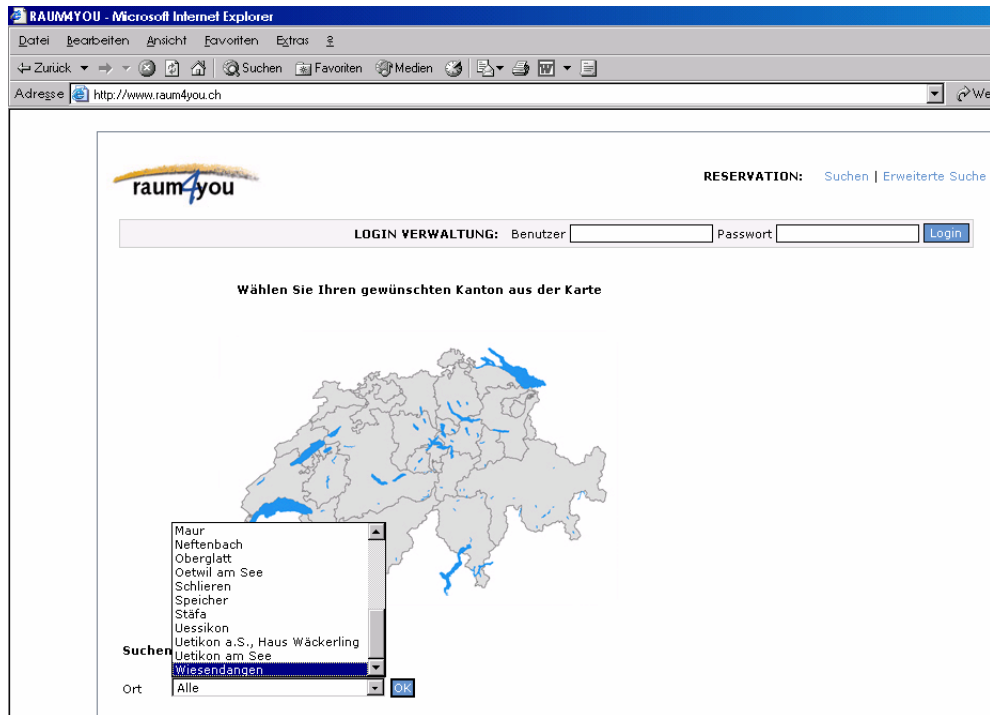 RAUM4YOU - Microsoft Internet Explorer
Datei Bearbeiten Ansicht Favoriten Extras ?
Zurück Suchen Favoriten Medien
Adresse http://www.raum4you.ch We
raum4you
RESERVATION: Suchen | Erweiterte Suche
LOGIN VERWALTUNG: Benutzer Passwort Login
Wählen Sie Ihren gewünschten Kanton aus der Karte
Maur
Neftenbach
Oberglatt
Oetwil am See
Schlieren
Speicher
Stäfa
Uessikon
Uetikon a.S., Haus Wäckerling
Suchen
Uetikon am See
Wiesendangen
Ort Alle OK